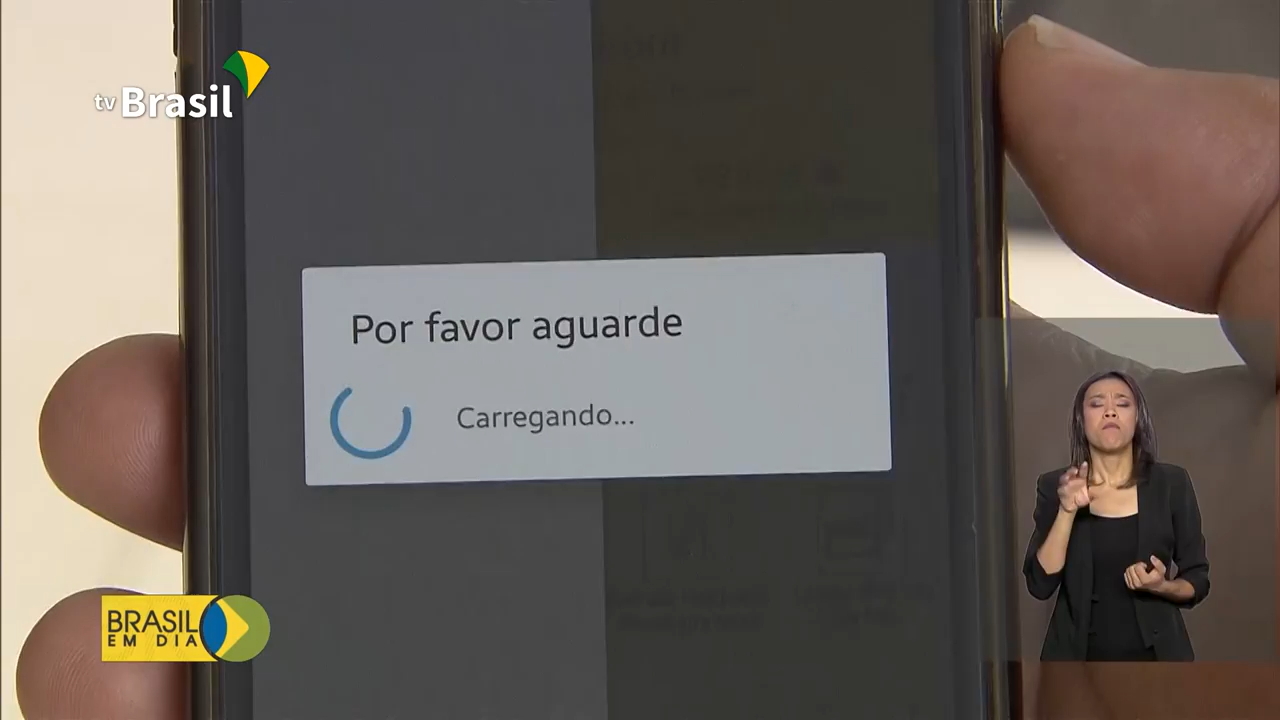 tv Brasil
Por favor aguarde
Carregando...
BRASIL
EM DIA